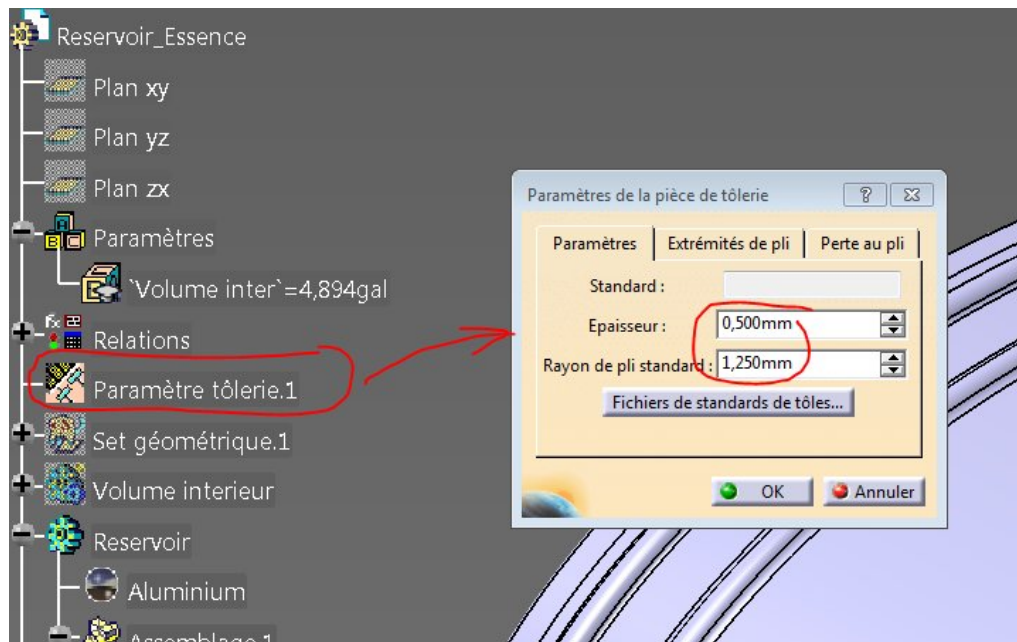 Reservoir_Essence
Plan xy
Plan yz
Plan zx
Paramètres
`Volume inter`=4,894gal
Relations
Paramètre tôlerie.1
Set géométrique.1
Volume interieur
Reservoir
Aluminium
Assemblage.1
Paramètres de la pièce de tôlerie
Paramètres Extrémités de pli Perte au pli
Standard :
Epaisseur : 0,500mm
Rayon de pli standard : 1,250mm
Fichiers de standards de tôles...
OK Annuler